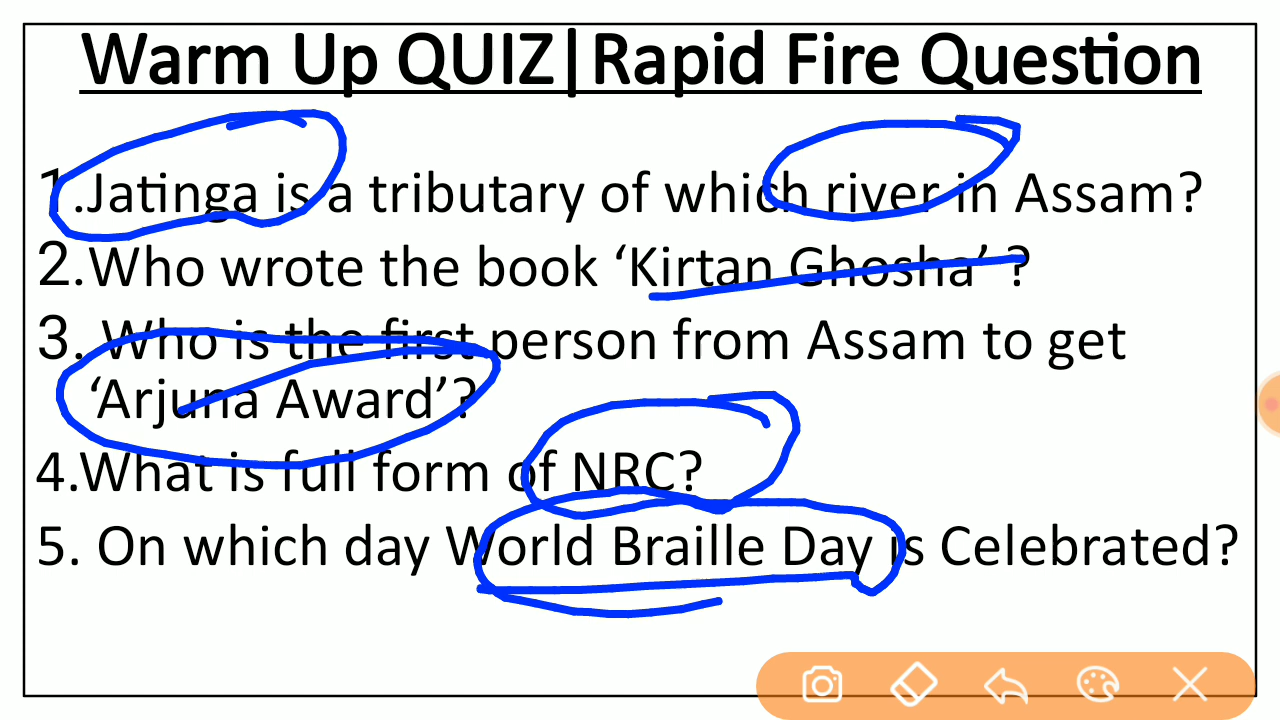 Warm Up QUIZ|Rapid Fire Question
1.Jatinga is a tributary of which river in Assam?
2.Who wrote the book ‘Kirtan Ghosha’ ?
3. Who is the first person from Assam to get
‘Arjuna Award’?
4.What is full form of NRC?
5. On which day World Braille Day is Celebrated?